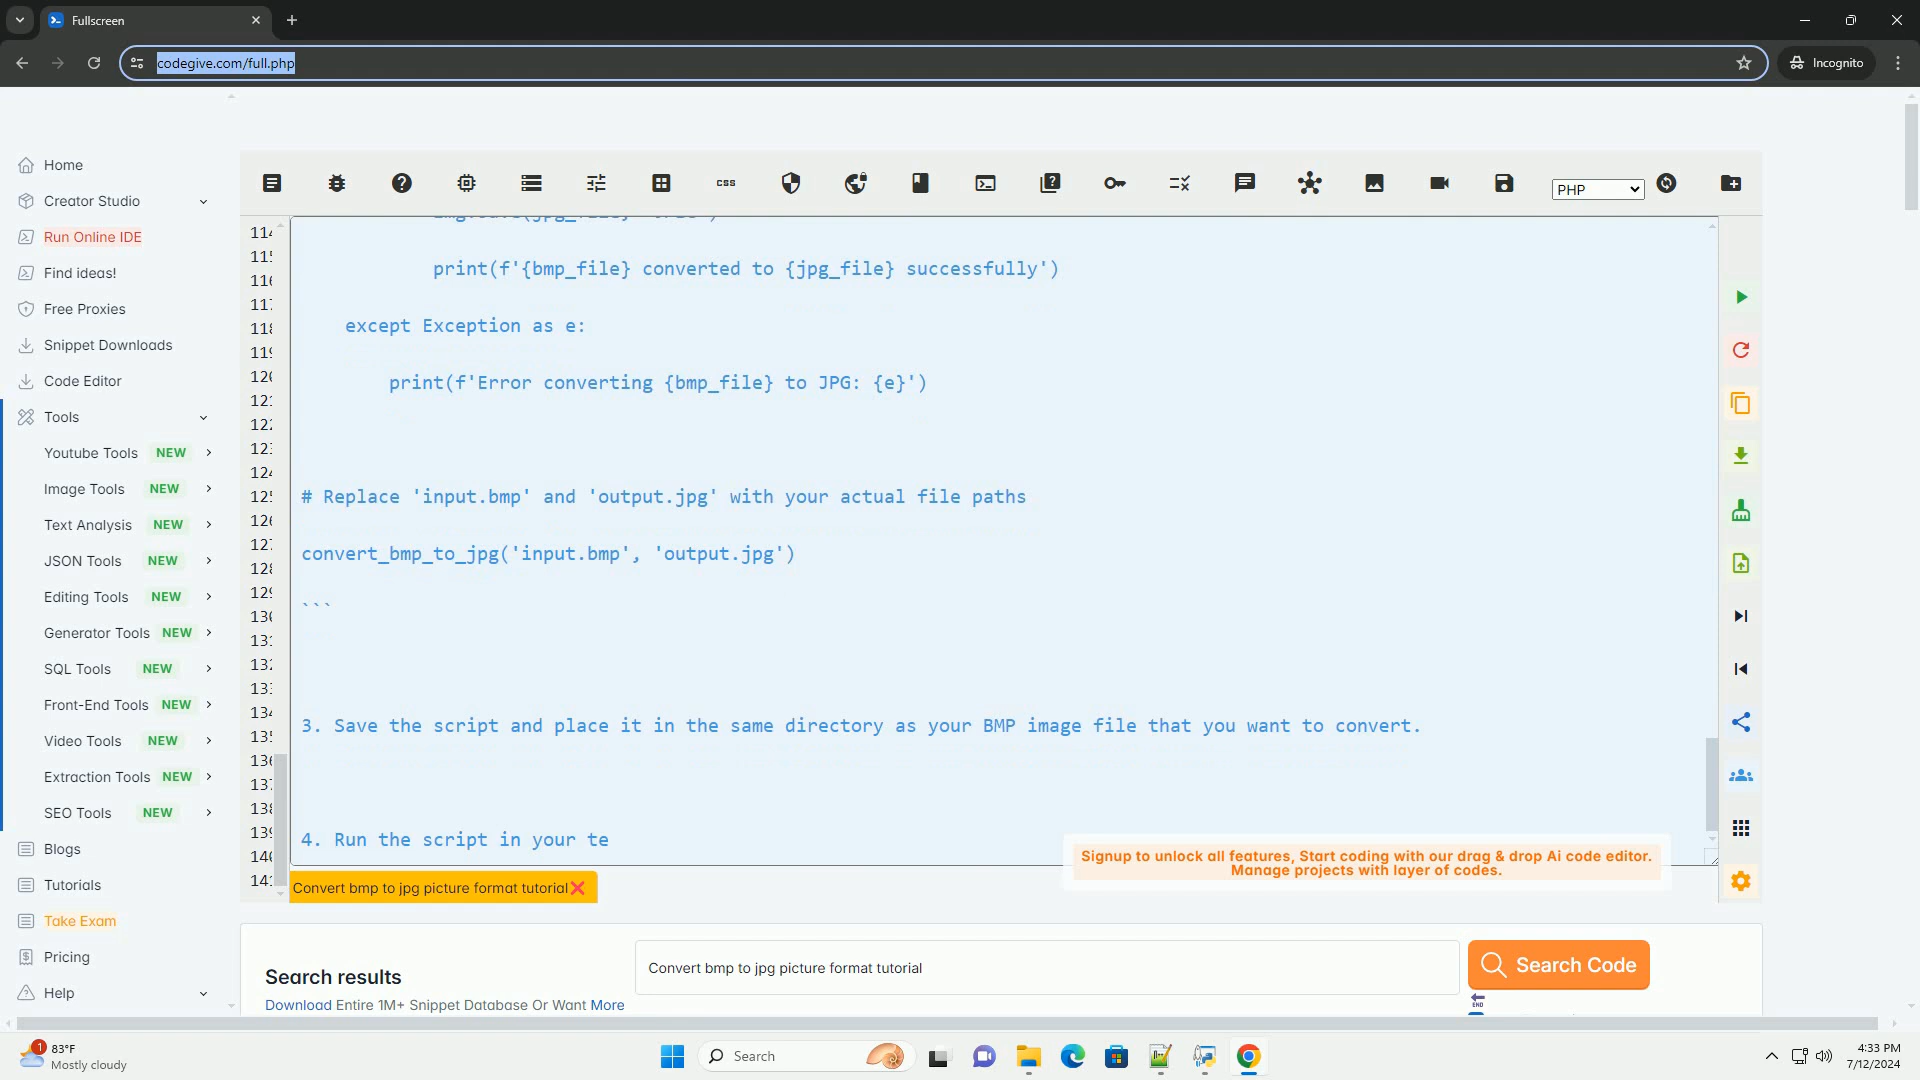 Fullscreen
codegive.com/full.php
Incognito
Home
Creator Studio
Run Online IDE
Find ideas!
Free Proxies
Snippet Downloads
Code Editor
Tools
Youtube Tools NEW
Image Tools NEW
Text Analysis NEW
JSON Tools NEW
Editing Tools NEW
Generator Tools NEW
SQL Tools NEW
Front-End Tools NEW
Video Tools NEW
Extraction Tools NEW
SEO Tools NEW
Blogs
Tutorials
Take Exam
Pricing
Help
css
PHP
print(f'{bmp_file} converted to {jpg_file} successfully')
except Exception as e:
print(f'Error converting {bmp_file} to JPG: {e}')
# Replace 'input.bmp' and 'output.jpg' with your actual file paths
convert_bmp_to_jpg('input.bmp', 'output.jpg')
```
3. Save the script and place it in the same directory as your BMP image file that you want to convert.
4. Run the script in your te
Signup to unlock all features, Start coding with our drag & drop Ai code editor.
Manage projects with layer of codes.
Convert bmp to jpg picture format tutorial
Search results
Download Entire 1M+ Snippet Database Or Want More
Convert bmp to jpg picture format tutorial
Search Code
END
1
83°F
Mostly cloudy
Search
4:33 PM
7/12/2024